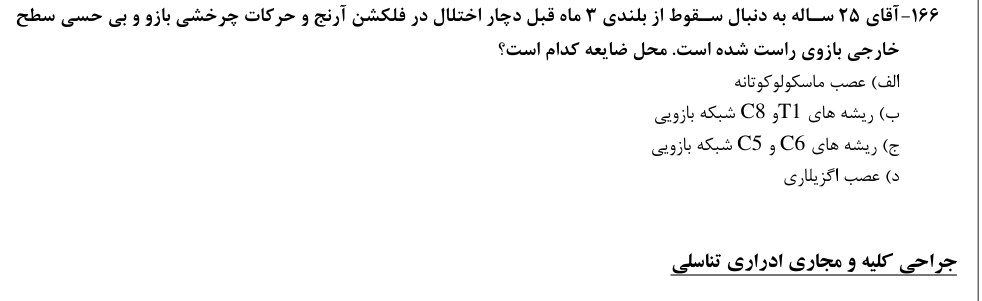 ۱۶۶-آقای ۲۵ ساله به دنبال سقوط از بلندی ۳ ماه قبل دچار اختلال در فلکشن آرنج و حرکات چرخشی بازو و بی حسی سطح
خارجی بازوی راست شده است. محل ضایعه کدام است؟
الف) عصب ماسکولوکوتانه
ب) ریشه های T1و C8 شبکه بازویی
ج) ریشه های C6 و C5 شبکه بازویی
د) عصب اگزیلاری
جراحی کلیه و مجاری ادراری تناسلی